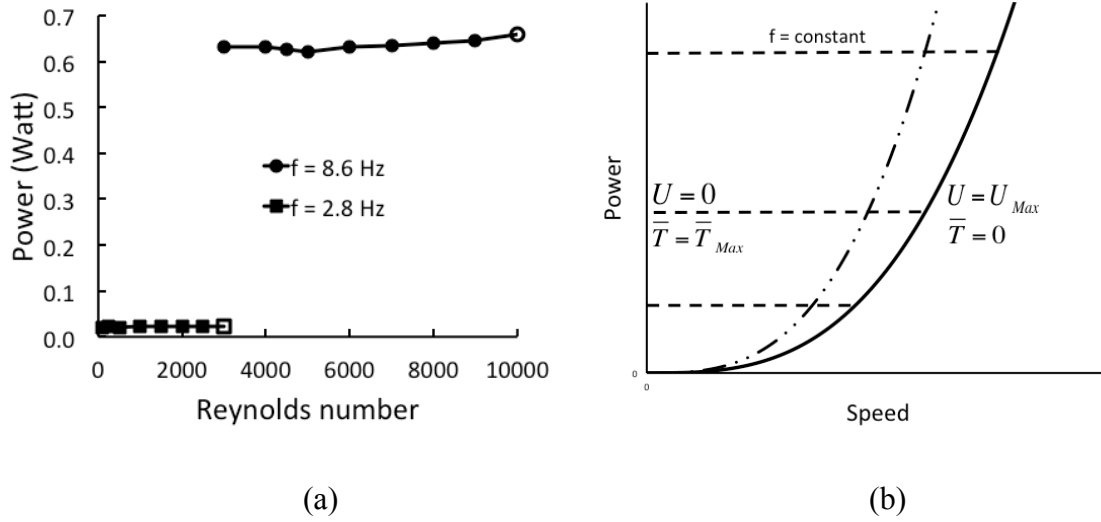 0.7
0.6
0.5
0.4
0.3
0.2
0.1
0.0
Power (Watt)
f = 8.6 Hz
f = 2.8 Hz
0 2000 4000 6000 8000 10000
Reynolds number
(a)
f = constant
Power
U = 0
T̅ = T̅_Max
U = U_Max
T̅ = 0
0
0
Speed
(b)